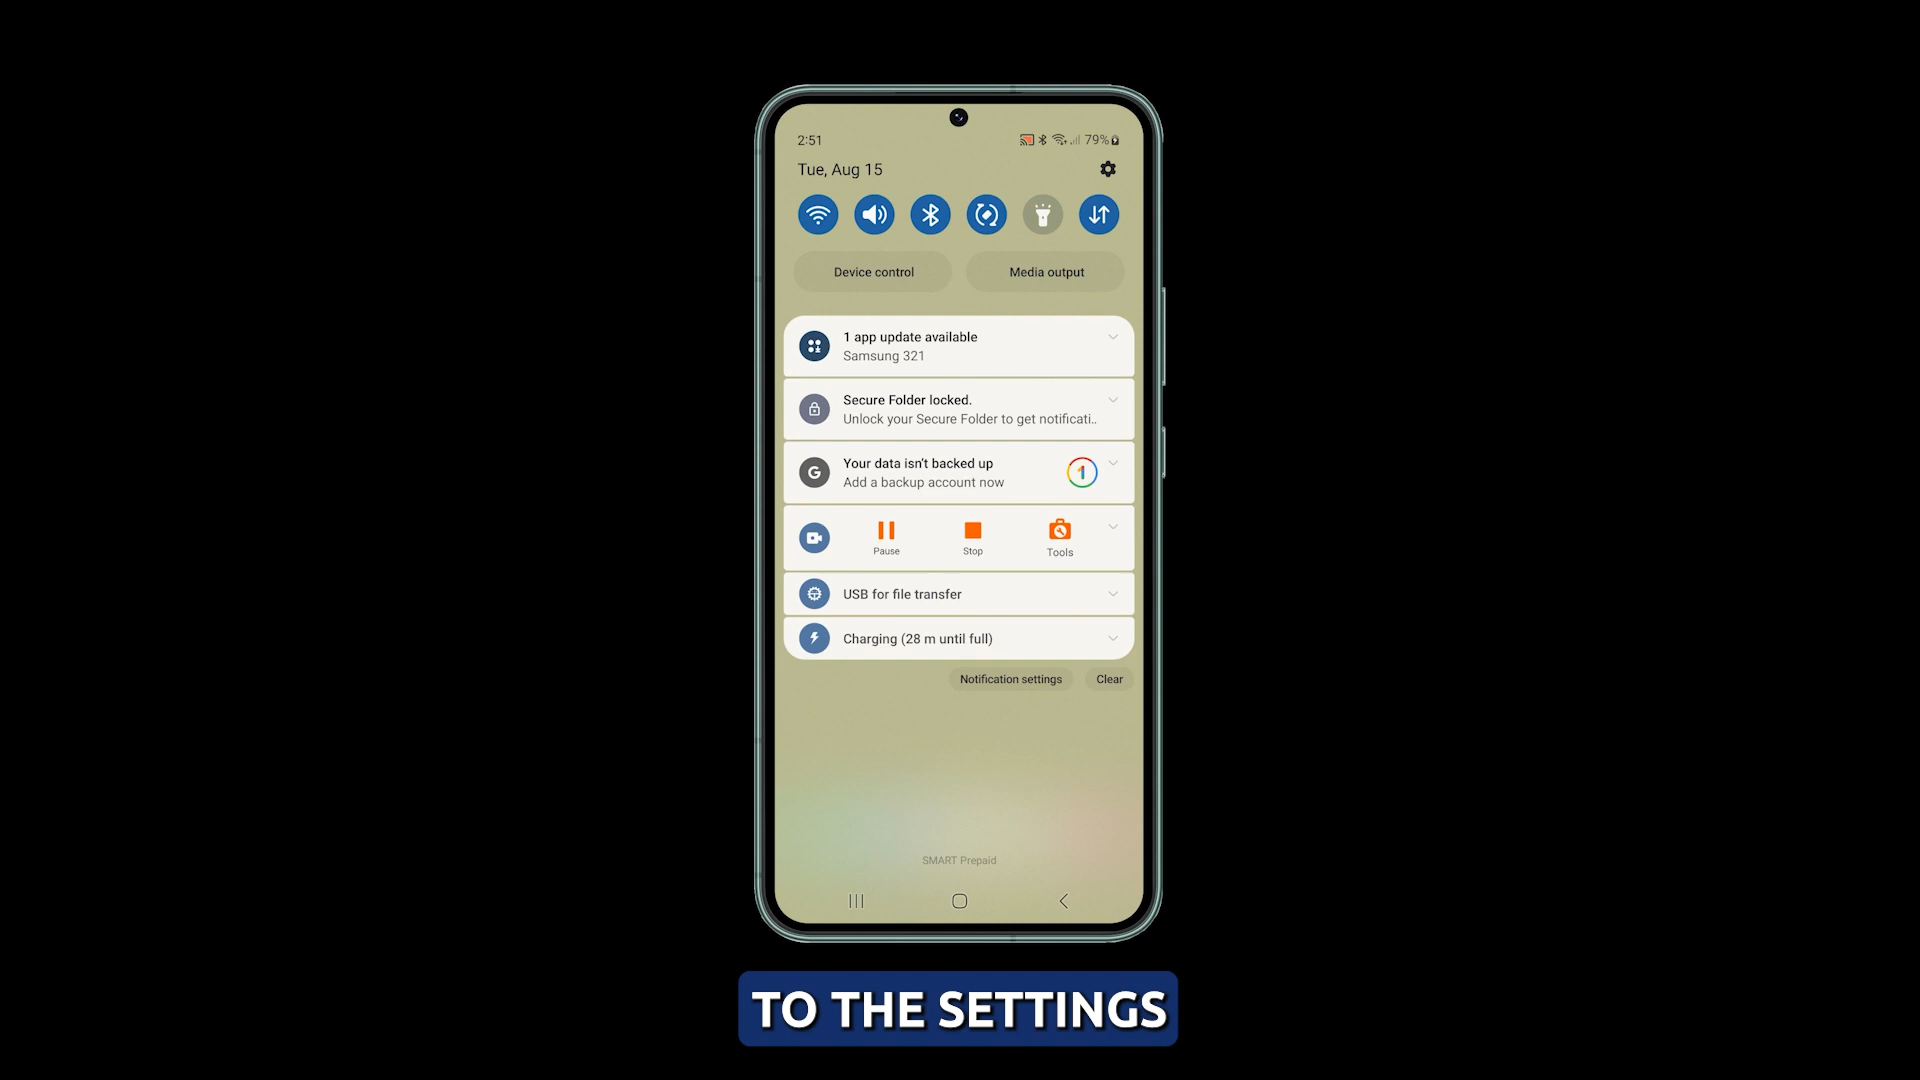 2:51
79%
Tue, Aug 15
Device control
Media output
1 app update available
Samsung 321
Secure Folder locked.
Unlock your Secure Folder to get notificati..
G
Your data isn't backed up
Add a backup account now
1
Pause
Stop
Tools
USB for file transfer
Charging (28 m until full)
Notification settings
Clear
SMART Prepaid
TO THE SETTINGS